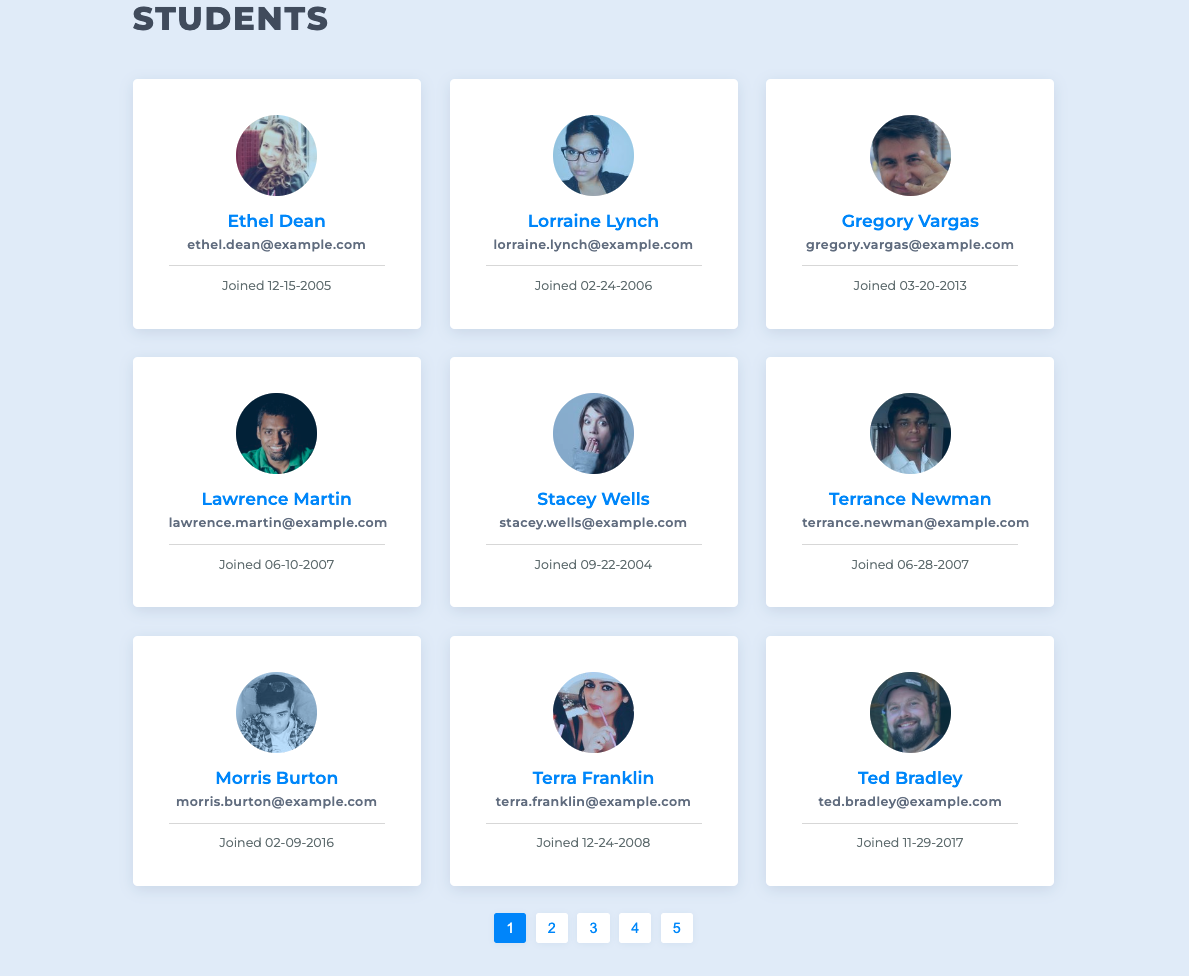 STUDENTS
Ethel Dean
ethel.dean@example.com
Joined 12-15-2005
Lorraine Lynch
lorraine.lynch@example.com
Joined 02-24-2006
Gregory Vargas
gregory.vargas@example.com
Joined 03-20-2013
Lawrence Martin
lawrence.martin@example.com
Joined 06-10-2007
Stacey Wells
stacey.wells@example.com
Joined 09-22-2004
Terrance Newman
terrance.newman@example.com
Joined 06-28-2007
Morris Burton
morris.burton@example.com
Joined 02-09-2016
Terra Franklin
terra.franklin@example.com
Joined 12-24-2008
Ted Bradley
ted.bradley@example.com
Joined 11-29-2017
1 2 3 4 5